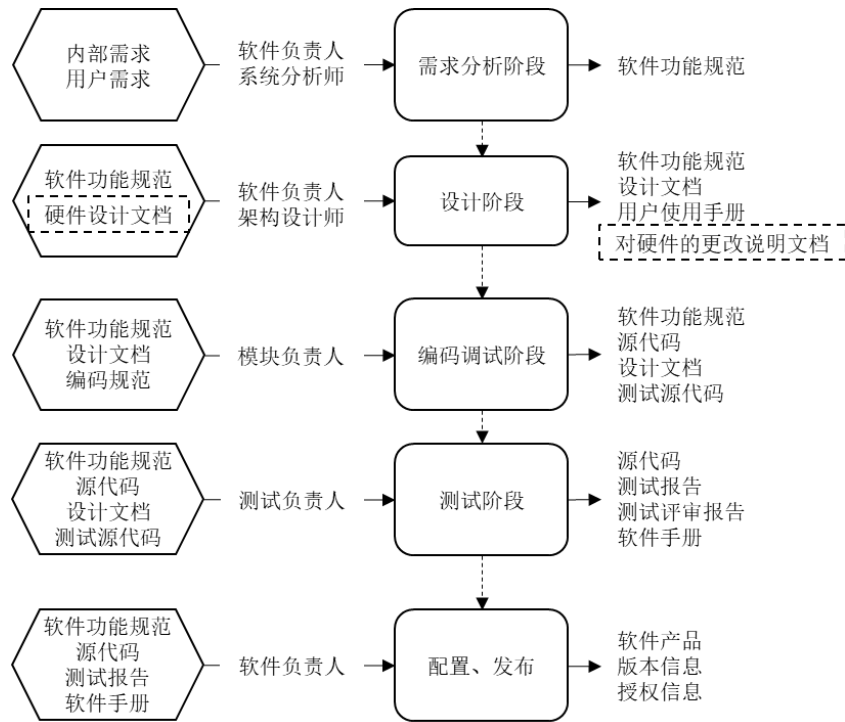 内部需求
用户需求
软件负责人
系统分析师
需求分析阶段
软件功能规范
软件功能规范
硬件设计文档
软件负责人
架构设计师
设计阶段
软件功能规范
设计文档
用户使用手册
对硬件的更改说明文档
软件功能规范
设计文档
编码规范
模块负责人
编码调试阶段
软件功能规范
源代码
设计文档
测试源代码
软件功能规范
源代码
设计文档
测试源代码
测试负责人
测试阶段
源代码
测试报告
测试评审报告
软件手册
软件功能规范
源代码
测试报告
软件手册
软件负责人
配置、发布
软件产品
版本信息
授权信息